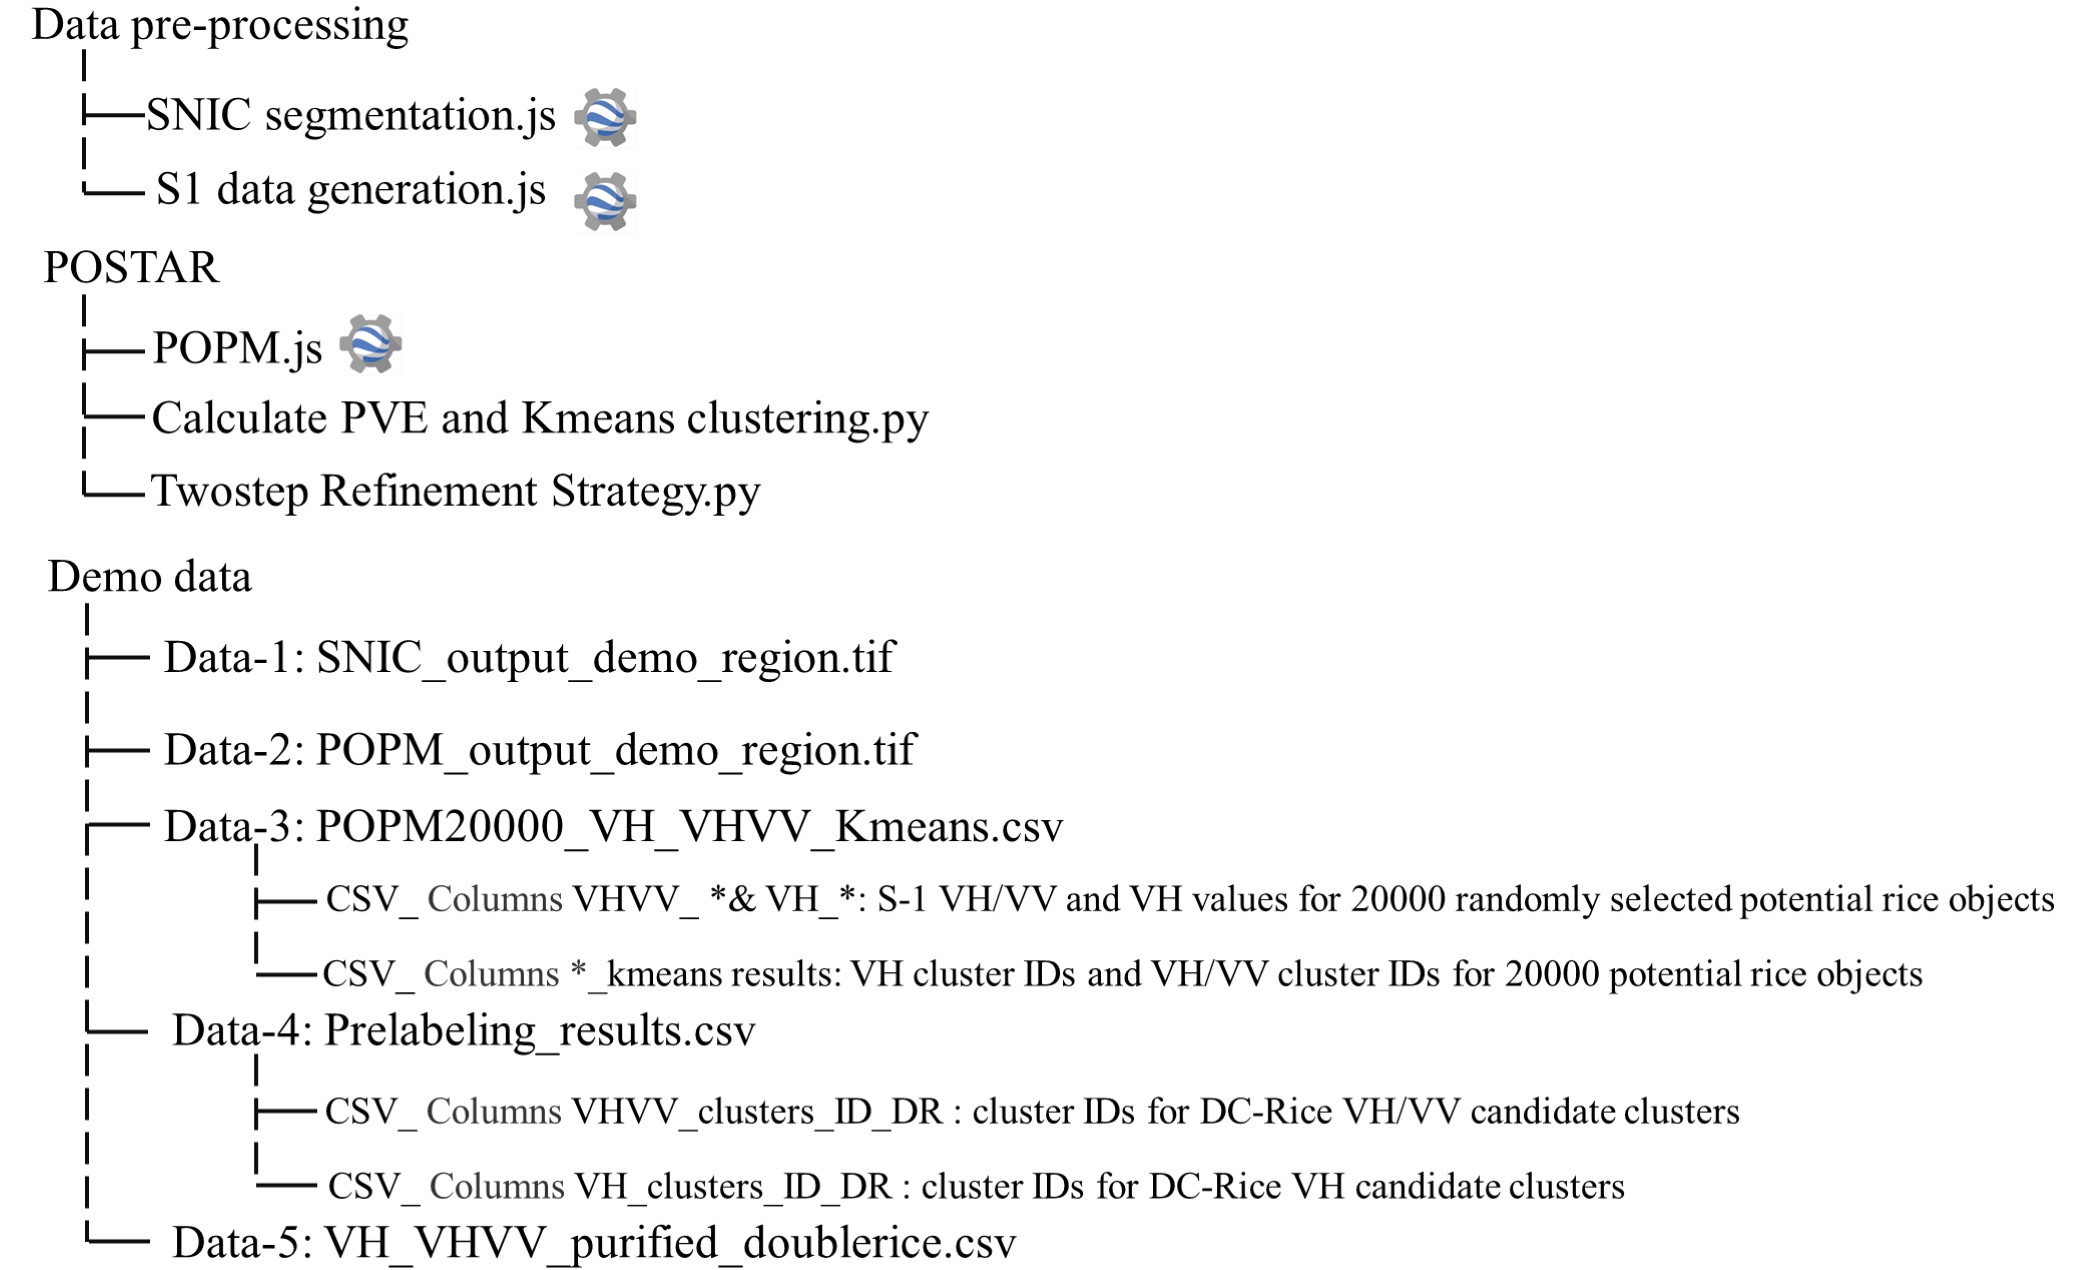 Data pre-processing
SNIC segmentation.js
S1 data generation.js
POSTAR
POPM.js
Calculate PVE and Kmeans clustering.py
Twostep Refinement Strategy.py
Demo data
Data-1: SNIC_output_demo_region.tif
Data-2: POPM_output_demo_region.tif
Data-3: POPM20000_VH_VHVV_Kmeans.csv
CSV_ Columns VHVV_ *& VH_*: S-1 VH/VV and VH values for 20000 randomly selected potential rice objects
CSV_ Columns *_kmeans results: VH cluster IDs and VH/VV cluster IDs for 20000 potential rice objects
Data-4: Prelabeling_results.csv
CSV_ Columns VHVV_clusters_ID_DR : cluster IDs for DC-Rice VH/VV candidate clusters
CSV_ Columns VH_clusters_ID_DR : cluster IDs for DC-Rice VH candidate clusters
Data-5: VH_VHVV_purified_doublerice.csv